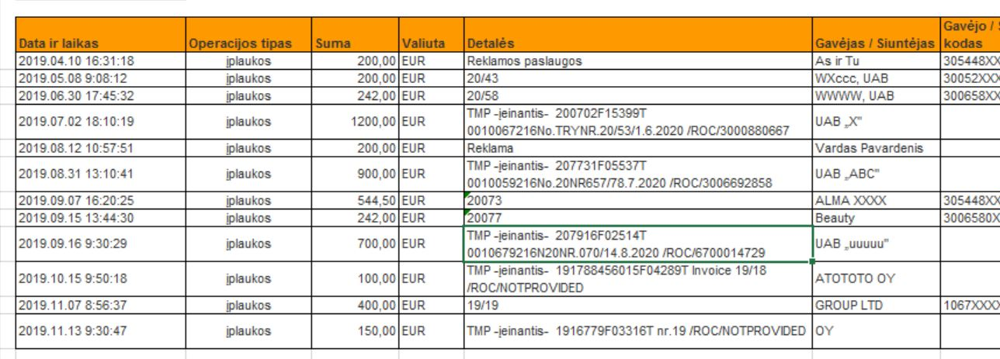 Gavėjo / S
Data ir laikas Operacijos tipas Suma Valiuta Detalės Gavėjas / Siuntėjas kodas
2019.04.10 16:31:18 įplaukos 200,00 EUR Reklamos paslaugos As ir Tu 305448XX
2019.05.08 9:08:12 įplaukos 200,00 EUR 20/43 WXccc, UAB 30052XXX
2019.06.30 17:45:32 įplaukos 242,00 EUR 20/58 WWWW, UAB 300658XX
TMP -įeinantis- 200702F15399T
2019.07.02 18:10:19 įplaukos 1200,00 EUR UAB „X"
0010067216No.TRYNR.20/53/1.6.2020 /ROC/3000880667
2019.08.12 10:57:51 įplaukos 200,00 EUR Reklama Vardas Pavardenis
TMP -įeinantis- 207731F05537T
2019.08.31 13:10:41 įplaukos 900,00 EUR UAB „ABC"
0010059216No.20NR657/78.7.2020 /ROC/3006692858
2019.09.07 16:20:25 įplaukos 544,50 EUR 20073 ALMA XXXX 305448XX
2019.09.15 13:44:30 įplaukos 242,00 EUR 20077 Beauty 3006580X
TMP -įeinantis- 207916F02514T
2019.09.16 9:30:29 įplaukos 700,00 EUR UAB „uuuuu"
0010679216N20NR.070/14.8.2020 /ROC/6700014729
TMP -įeinantis- 191788456015F04289T Invoice 19/18
2019.10.15 9:50:18 įplaukos 100,00 EUR ATOTOTO OY
/ROC/NOTPROVIDED
2019.11.07 8:56:37 įplaukos 400,00 EUR 19/19 GROUP LTD 1067XXXX
2019.11.13 9:30:47 įplaukos 150,00 EUR TMP -įeinantis- 1916779F03316T nr.19 /ROC/NOTPROVIDED OY